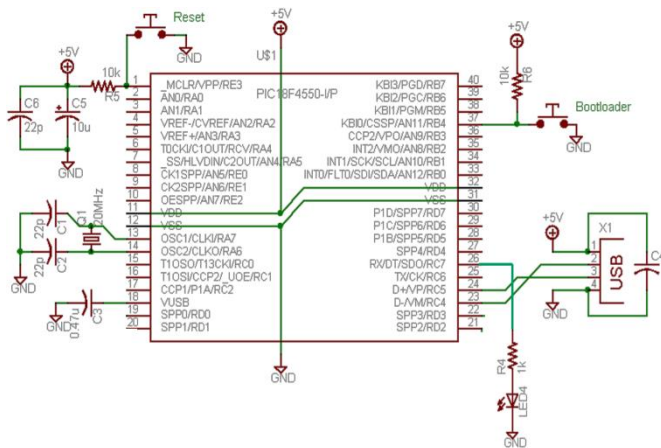 Reset
+5V
+5V
+5V
U$1
10k
R5
C6
22p
C5
10u
GND
GND
PIC18F4550-I/P
1 MCLR/VPP/RE3
2 AN0/RA0
3 AN1/RA1
4 VREF-/CVREF/AN2/RA2
5 VREF+/AN3/RA3
6 T0CKI/C1OUT/RCV/RA4
7 SS/HLVDIN/C2OUT/AN4/RA5
8 CK1SPP/AN5/RE0
9 CK2SPP/AN6/RE1
10 OESPP/AN7/RE2
11 VDD
12 VSS
13 OSC1/CLKI/RA7
14 OSC2/CLKO/RA6
15 T1OSO/T13CKI/RC0
16 T1OSI/CCP2/_UOE/RC1
17 CCP1/P1A/RC2
18 VUSB
19 SPP0/RD0
20 SPP1/RD1
KBI3/PGD/RB7 40
KBI2/PGC/RB6 39
KBI1/PGM/RB5 38
KBI0/CSSP/AN11/RB4 37
CCP2/VPO/AN9/RB3 36
INT2/VMO/AN8/RB2 35
INT1/SCK/SCL/AN10/RB1 34
INT0/FLT0/SDI/SDA/AN12/RB0 33
VDD 32
VSS 31
P1D/SPP7/RD7 30
P1C/SPP6/RD6 29
P1B/SPP5/RD5 28
SPP4/RD4 27
RX/DT/SDO/RC7 26
TX/CK/RC6 25
D+/VP/RC5 24
D-/VM/RC4 23
SPP3/RD3 22
SPP2/RD2 21
22p
C1
22p
C2
Q1
20MHz
GND
GND
0.47u
C3
GND
10k
R6
Bootloader
GND
+5V
X1
1
2
3
4
USB
C4
GND
R4
1k
LED4
GND